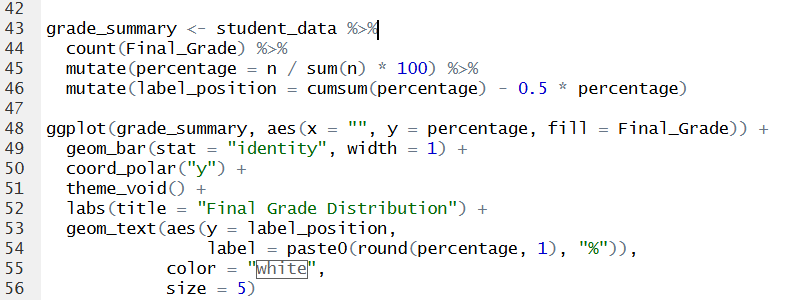 42
43 grade_summary <- student_data %>%
44   count(Final_Grade) %>%
45   mutate(percentage = n / sum(n) * 100) %>%
46   mutate(label_position = cumsum(percentage) - 0.5 * percentage)
47
48 ggplot(grade_summary, aes(x = "", y = percentage, fill = Final_Grade)) +
49   geom_bar(stat = "identity", width = 1) +
50   coord_polar("y") +
51   theme_void() +
52   labs(title = "Final Grade Distribution") +
53   geom_text(aes(y = label_position,
54                 label = paste0(round(percentage, 1), "%")),
55             color = "white",
56             size = 5)